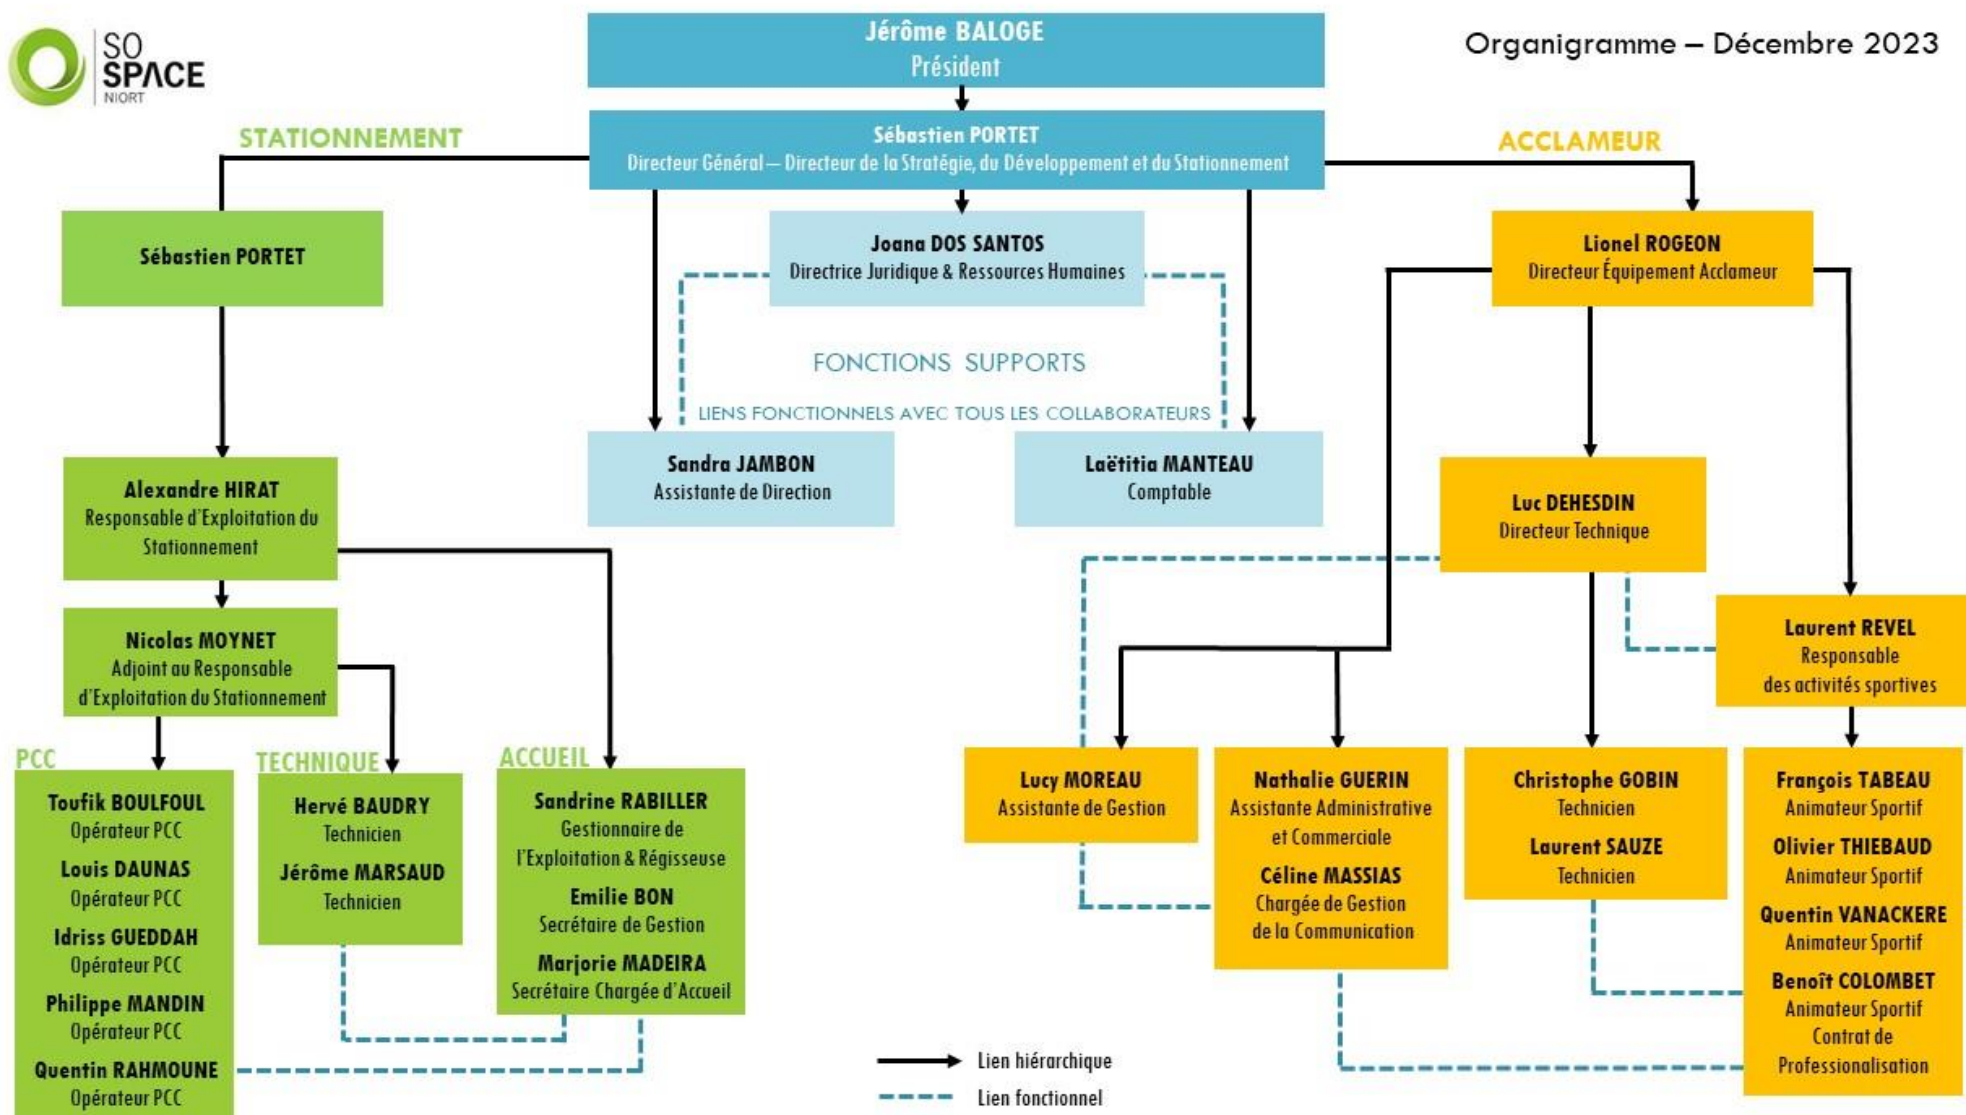 SO
SPACE
NIORT
Jérôme BALOGE
Président
Organigramme – Décembre 2023
STATIONNEMENT
Sébastien PORTET
Directeur Général – Directeur de la Stratégie, du Développement et du Stationnement
ACCLAMEUR
Sébastien PORTET
Joana DOS SANTOS
Directrice Juridique & Ressources Humaines
Lionel ROGEON
Directeur Équipement Acclameur
FONCTIONS SUPPORTS
LIENS FONCTIONNELS AVEC TOUS LES COLLABORATEURS
Sandra JAMBON
Assistante de Direction
Laëtitia MANTEAU
Comptable
Alexandre HIRAT
Responsable d'Exploitation du
Stationnement
Luc DEHESDIN
Directeur Technique
Nicolas MOYNET
Adjoint au Responsable
d'Exploitation du Stationnement
Laurent REVEL
Responsable
des activités sportives
PCC
Toufik BOULFOUL
Opérateur PCC
Louis DAUNAS
Opérateur PCC
Idriss GUEDDAH
Opérateur PCC
Philippe MANDIN
Opérateur PCC
Quentin RAHMOUNE
Opérateur PCC
TECHNIQUE
Hervé BAUDRY
Technicien
Jérôme MARSAUD
Technicien
ACCUEIL
Sandrine RABILLER
Gestionnaire de
l'Exploitation & Régisseuse
Emilie BON
Secrétaire de Gestion
Marjorie MADEIRA
Secrétaire Chargée d'Accueil
Lucy MOREAU
Assistante de Gestion
Nathalie GUERIN
Assistante Administrative
et Commerciale
Céline MASSIAS
Chargée de Gestion
de la Communication
Christophe GOBIN
Technicien
Laurent SAUZE
Technicien
François TABEAU
Animateur Sportif
Olivier THIEBAUD
Animateur Sportif
Quentin VANACKERE
Animateur Sportif
Benoît COLOMBET
Animateur Sportif
Contrat de
Professionalisation
Lien hiérarchique
Lien fonctionnel